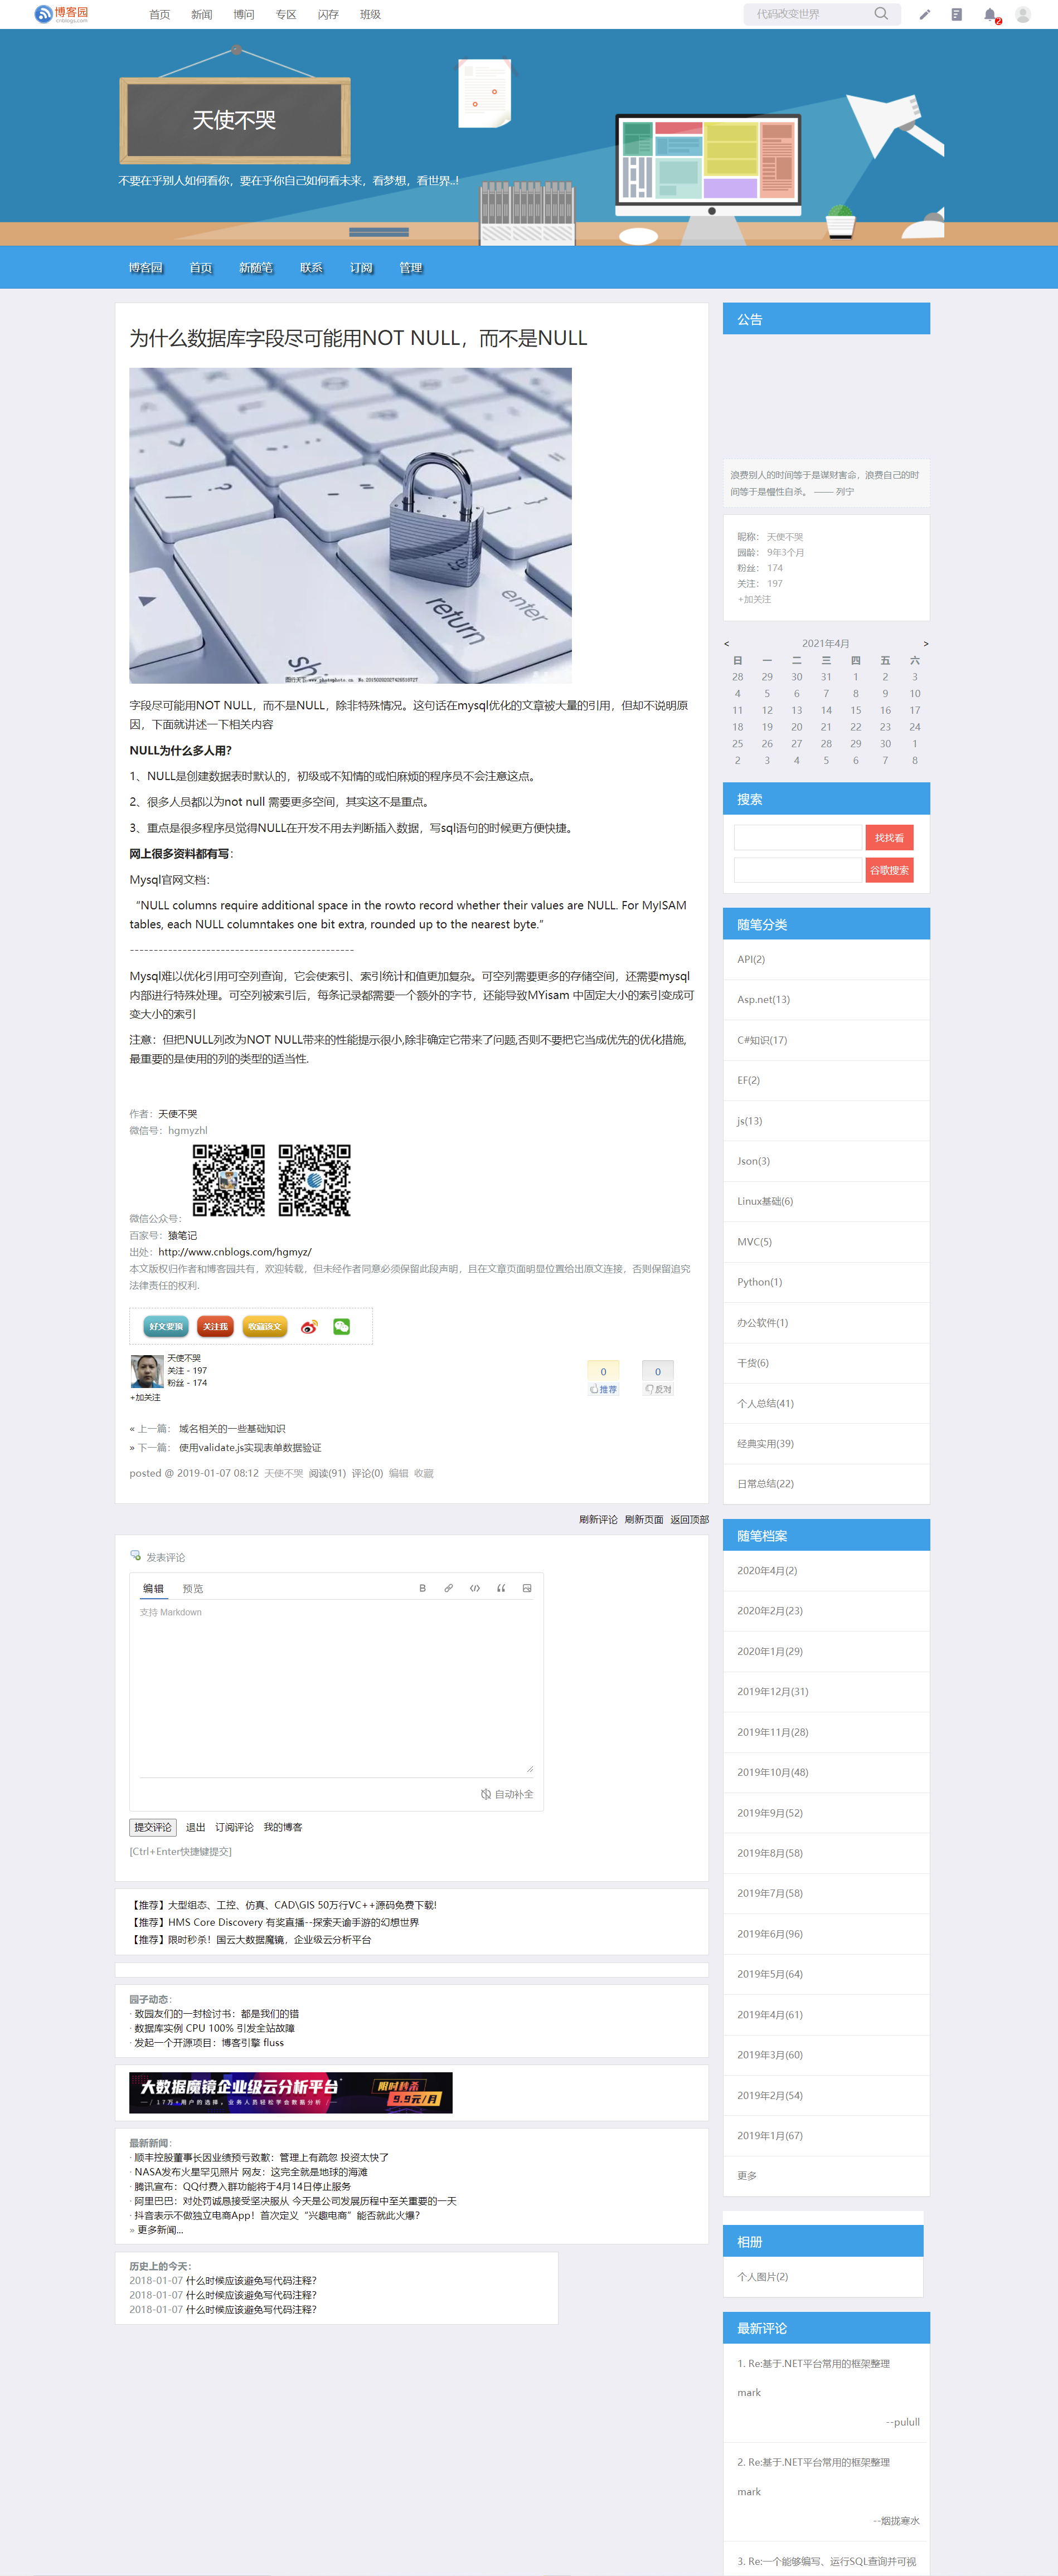 博客园
cnblogs.com
首页 新闻 博问 专区 闪存 班级
代码改变世界
2
天使不哭
不要在乎别人如何看你，要在乎你自己如何看未来，看梦想，看世界..!
博客园 首页 新随笔 联系 订阅 管理
为什么数据库字段尽可能用NOT NULL，而不是NULL
return
enter
shi
字段尽可能用NOT NULL，而不是NULL，除非特殊情况。这句话在mysql优化的文章被大量的引用，但却不说明原
因，下面就讲述一下相关内容
NULL为什么多人用?
1、NULL是创建数据表时默认的，初级或不知情的或怕麻烦的程序员不会注意这点。
2、很多人员都以为not null 需要更多空间，其实这不是重点。
3、重点是很多程序员觉得NULL在开发不用去判断插入数据，写sql语句的时候更方便快捷。
网上很多资料都有写：
Mysql官网文档：
“NULL columns require additional space in the rowto record whether their values are NULL. For MyISAM
tables, each NULL columntakes one bit extra, rounded up to the nearest byte.”
-----------------------------------------------
Mysql难以优化引用可空列查询，它会使索引、索引统计和值更加复杂。可空列需要更多的存储空间，还需要mysql
内部进行特殊处理。可空列被索引后，每条记录都需要一个额外的字节，还能导致MYisam 中固定大小的索引变成可
变大小的索引
注意：但把NULL列改为NOT NULL带来的性能提示很小,除非确定它带来了问题,否则不要把它当成优先的优化措施,
最重要的是使用的列的类型的适当性.
作者：天使不哭
微信号：hgmyzhl
微信公众号：
百家号：猿笔记
出处：http://www.cnblogs.com/hgmyz/
本文版权归作者和博客园共有，欢迎转载，但未经作者同意必须保留此段声明，且在文章页面明显位置给出原文连接，否则保留追究
法律责任的权利.
好文要顶 关注我 收藏该文
天使不哭
关注 - 197
粉丝 - 174
+加关注
0
推荐
0
反对
« 上一篇： 域名相关的一些基础知识
» 下一篇： 使用validate.js实现表单数据验证
posted @ 2019-01-07 08:12 天使不哭 阅读(91) 评论(0) 编辑 收藏
刷新评论 刷新页面 返回顶部
发表评论
编辑 预览
B
支持 Markdown
自动补全
提交评论 退出 订阅评论 我的博客
[Ctrl+Enter快捷键提交]
【推荐】大型组态、工控、仿真、CAD\GIS 50万行VC++源码免费下载!
【推荐】HMS Core Discovery 有奖直播--探索天谕手游的幻想世界
【推荐】限时秒杀！国云大数据魔镜，企业级云分析平台
园子动态：
· 致园友们的一封检讨书：都是我们的错
· 数据库实例 CPU 100% 引发全站故障
· 发起一个开源项目：博客引擎 fluss
大数据魔镜企业级云分析平台
17万+用户的选择，业务人员轻松学会数据分析
限时秒杀
9.9元/月
最新新闻：
· 顺丰控股董事长因业绩预亏致歉：管理上有疏忽 投资太快了
· NASA发布火星罕见照片 网友：这完全就是地球的海滩
· 腾讯宣布：QQ付费入群功能将于4月14日停止服务
· 阿里巴巴：对处罚诚恳接受坚决服从 今天是公司发展历程中至关重要的一天
· 抖音表示不做独立电商App！首次定义“兴趣电商”能否就此火爆?
» 更多新闻...
历史上的今天：
2018-01-07 什么时候应该避免写代码注释?
2018-01-07 什么时候应该避免写代码注释?
2018-01-07 什么时候应该避免写代码注释?
公告
浪费别人的时间等于是谋财害命，浪费自己的时
间等于是慢性自杀。 —— 列宁
昵称： 天使不哭
园龄： 9年3个月
粉丝： 174
关注： 197
+加关注
< 2021年4月 >
日 一 二 三 四 五 六
28 29 30 31 1 2 3
4 5 6 7 8 9 10
11 12 13 14 15 16 17
18 19 20 21 22 23 24
25 26 27 28 29 30 1
2 3 4 5 6 7 8
搜索
找找看
谷歌搜索
随笔分类
API(2)
Asp.net(13)
C#知识(17)
EF(2)
js(13)
Json(3)
Linux基础(6)
MVC(5)
Python(1)
办公软件(1)
干货(6)
个人总结(41)
经典实用(39)
日常总结(22)
随笔档案
2020年4月(2)
2020年2月(23)
2020年1月(29)
2019年12月(31)
2019年11月(28)
2019年10月(48)
2019年9月(52)
2019年8月(58)
2019年7月(58)
2019年6月(96)
2019年5月(64)
2019年4月(61)
2019年3月(60)
2019年2月(54)
2019年1月(67)
更多
相册
个人图片(2)
最新评论
1. Re:基于.NET平台常用的框架整理
mark
--pulull
2. Re:基于.NET平台常用的框架整理
mark
--烟拢寒水
3. Re:一个能够编写、运行SQL查询并可视